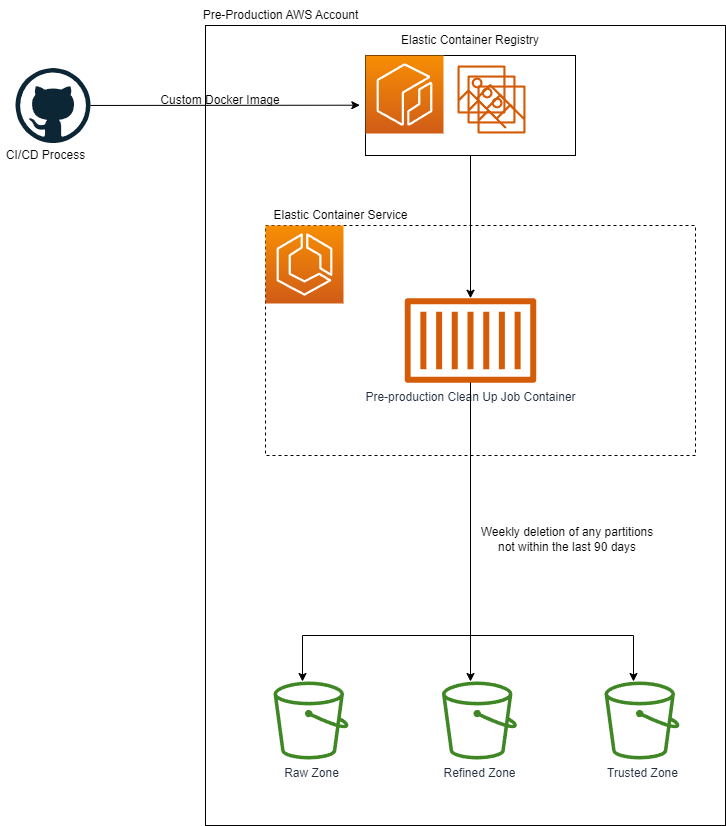 Pre-Production AWS Account
Elastic Container Registry
Custom Docker Image
CI/CD Process
Elastic Container Service
Pre-production Clean Up Job Container
Weekly deletion of any partitions
not within the last 90 days
Raw Zone
Refined Zone
Trusted Zone